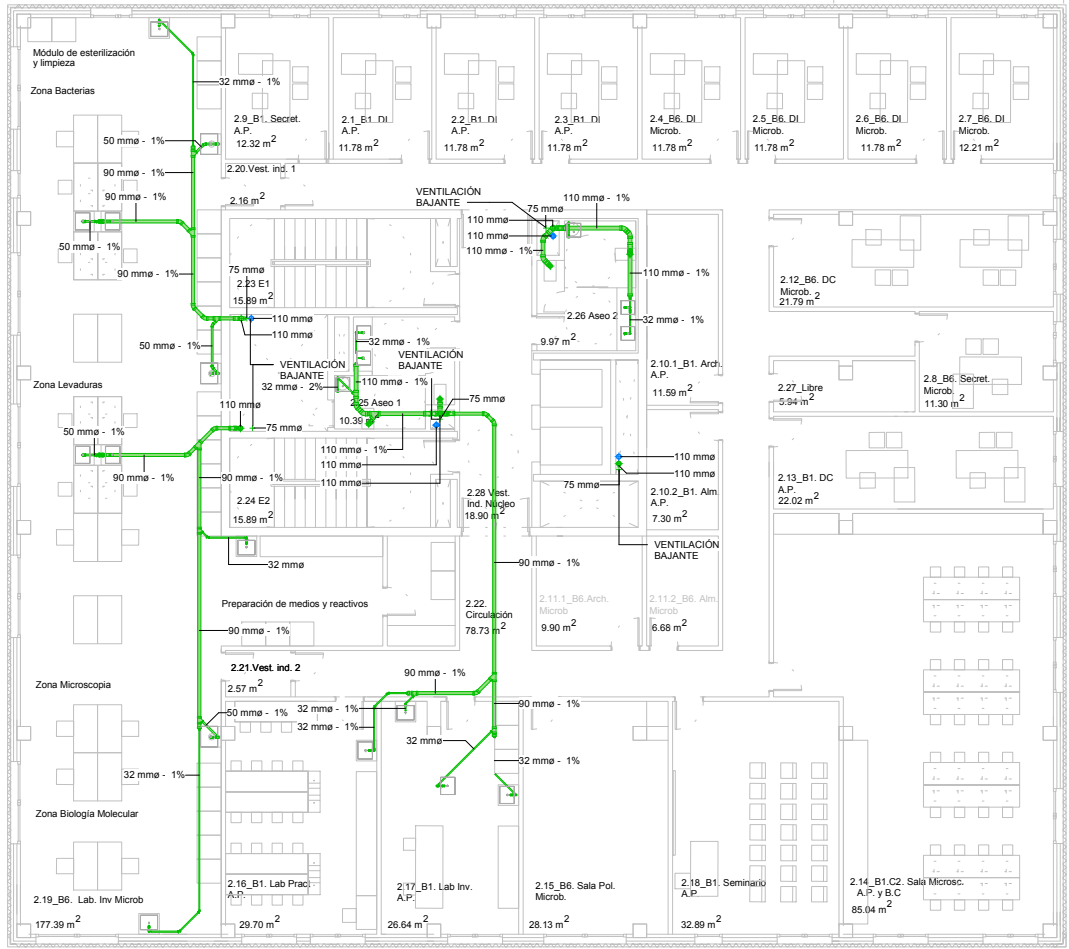 Módulo de esterilización
y limpieza
Zona Bacterias
32 mmø - 1%
2.9_B1. Secret.
A.P.
12.32 m2
2.1_B1. DI
A.P.
11.78 m2
2.2_B1. DI
A.P.
11.78 m2
2.3_B1. DI
A.P.
11.78 m2
2.4_B6. DI
Microb.
11.78 m2
2.5_B6. DI
Microb.
11.78 m2
2.6_B6. DI
Microb.
11.78 m2
2.7_B6. DI
Microb.
12.21 m2
50 mmø - 1%
90 mmø - 1%
90 mmø - 1%
50 mmø - 1%
90 mmø - 1%
2.20.Vest. ind. 1
2.16 m2
VENTILACIÓN
BAJANTE
75 mmø
110 mmø - 1%
110 mmø
110 mmø
110 mmø - 1%
110 mmø - 1%
32 mmø - 1%
75 mmø
2.23 E1
15.89 m2
110 mmø
110 mmø
50 mmø - 1%
VENTILACIÓN
BAJANTE
32 mmø - 1%
VENTILACIÓN
BAJANTE
32 mmø - 2%
110 mmø - 1%
75 mmø
2.25 Aseo 1
10.39
2.26 Aseo 2
9.97 m2
2.10.1_B1. Arch.
A.P.
11.59 m2
2.12_B6. DC
Microb.
21.79 m2
2.27_Libre
5.94 m2
2.8_B6. Secret.
Microb.
11.30 m2
Zona Levaduras
110 mmø
50 mmø - 1%
75 mmø
90 mmø - 1%
90 mmø - 1%
110 mmø - 1%
110 mmø
110 mmø
2.24 E2
15.89 m2
2.28 Vest.
Ind. Núcleo
18.90 m2
110 mmø
110 mmø
75 mmø
2.10.2_B1. Alm.
A.P.
7.30 m2
VENTILACIÓN
BAJANTE
2.13_B1. DC
A.P.
22.02 m2
32 mmø
90 mmø - 1%
Preparación de medios y reactivos
2.22.
Circulación
78.73 m2
2.11.1_B6.Arch.
Microb
9.90 m2
2.11.2_B6. Alm.
Microb
6.68 m2
90 mmø - 1%
2.21.Vest. ind. 2
2.57 m2
90 mmø - 1%
Zona Microscopia
50 mmø - 1%
32 mmø - 1%
32 mmø - 1%
90 mmø - 1%
32 mmø
32 mmø - 1%
32 mmø - 1%
Zona Biología Molecular
2.19_B6. Lab. Inv Microb
177.39 m2
2.16_B1. Lab Pract.
A.P.
29.70 m2
2.17_B1. Lab Inv.
A.P.
26.64 m2
2.15_B6. Sala Pol.
Microb.
28.13 m2
2.18_B1. Seminario
A.P.
32.89 m2
2.14_B1.C2. Sala Microsc.
A.P. y B.C
85.04 m2